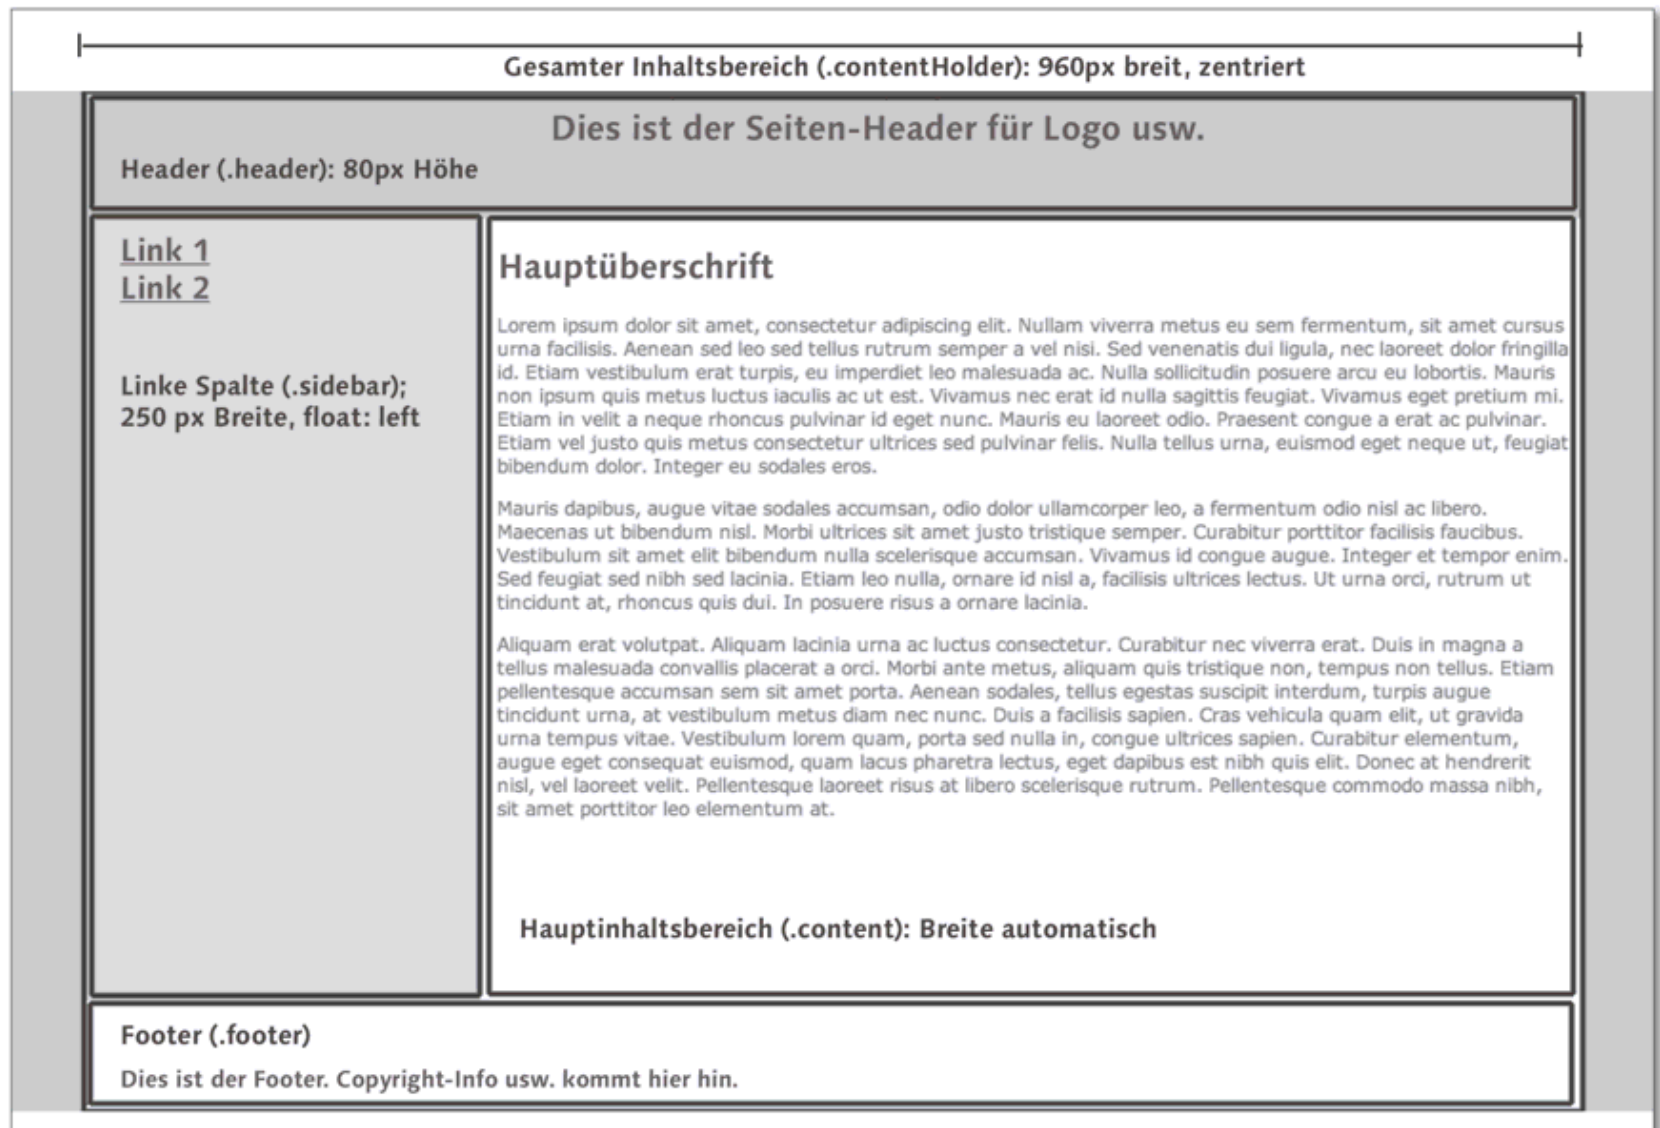 Gesamter Inhaltsbereich (.contentHolder): 960px breit, zentriert
Dies ist der Seiten-Header für Logo usw.
Header (.header): 80px Höhe
Link 1
Link 2
Linke Spalte (.sidebar);
250 px Breite, float: left
Hauptüberschrift
Lorem ipsum dolor sit amet, consectetur adipiscing elit. Nullam viverra metus eu sem fermentum, sit amet cursus
urna facilisis. Aenean sed leo sed tellus rutrum semper a vel nisi. Sed venenatis dui ligula, nec laoreet dolor fringilla
id. Etiam vestibulum erat turpis, eu imperdiet leo malesuada ac. Nulla sollicitudin posuere arcu eu lobortis. Mauris
non ipsum quis metus luctus iaculis ac ut est. Vivamus nec erat id nulla sagittis feugiat. Vivamus eget pretium mi.
Etiam in velit a neque rhoncus pulvinar id eget nunc. Mauris eu laoreet odio. Praesent congue a erat ac pulvinar.
Etiam vel justo quis metus consectetur ultrices sed pulvinar felis. Nulla tellus urna, euismod eget neque ut, feugiat
bibendum dolor. Integer eu sodales eros.
Mauris dapibus, augue vitae sodales accumsan, odio dolor ullamcorper leo, a fermentum odio nisl ac libero.
Maecenas ut bibendum nisl. Morbi ultrices sit amet justo tristique semper. Curabitur porttitor facilisis faucibus.
Vestibulum sit amet elit bibendum nulla scelerisque accumsan. Vivamus id congue augue. Integer et tempor enim.
Sed feugiat sed nibh sed lacinia. Etiam leo nulla, ornare id nisl a, facilisis ultrices lectus. Ut urna orci, rutrum ut
tincidunt at, rhoncus quis dui. In posuere risus a ornare lacinia.
Aliquam erat volutpat. Aliquam lacinia urna ac luctus consectetur. Curabitur nec viverra erat. Duis in magna a
tellus malesuada convallis placerat a orci. Morbi ante metus, aliquam quis tristique non, tempus non tellus. Etiam
pellentesque accumsan sem sit amet porta. Aenean sodales, tellus egestas suscipit interdum, turpis augue
tincidunt urna, at vestibulum metus diam nec nunc. Duis a facilisis sapien. Cras vehicula quam elit, ut gravida
urna tempus vitae. Vestibulum lorem quam, porta sed nulla in, congue ultrices sapien. Curabitur elementum,
augue eget consequat euismod, quam lacus pharetra lectus, eget dapibus est nibh quis elit. Donec at hendrerit
nisl, vel laoreet velit. Pellentesque laoreet risus at libero scelerisque rutrum. Pellentesque commodo massa nibh,
sit amet porttitor leo elementum at.
Hauptinhaltsbereich (.content): Breite automatisch
Footer (.footer)
Dies ist der Footer. Copyright-Info usw. kommt hier hin.